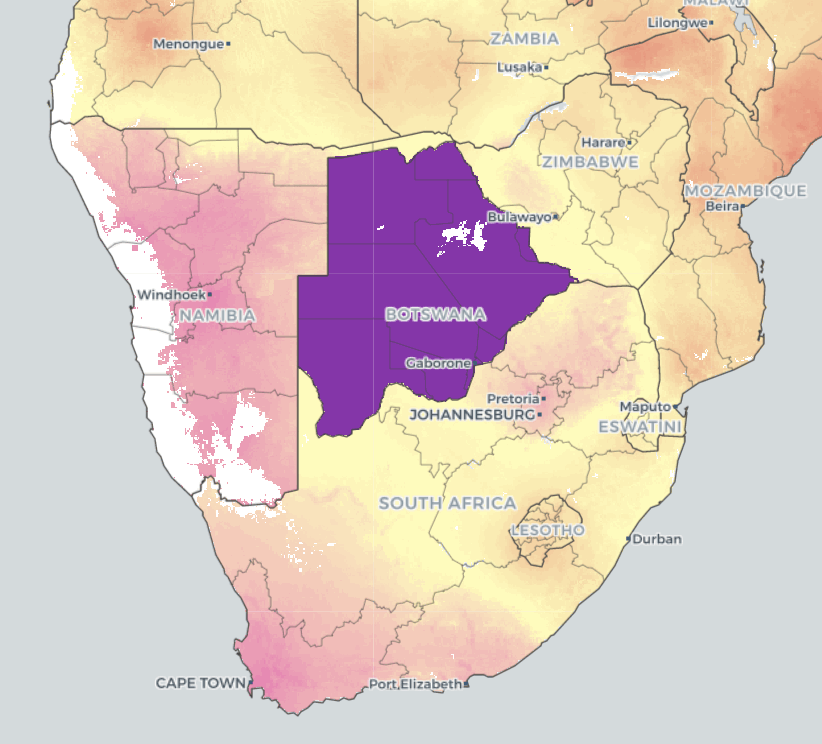 MALAWI
Lilongwe
ZAMBIA
Menongue
Lusaka
Harare
ZIMBABWE
MOZAMBIQUE
Beira
Bulawayo
Windhoek
NAMIBIA
BOTSWANA
Gaborone
Pretoria
JOHANNESBURG
Maputo
ESWATINI
SOUTH AFRICA
LESOTHO
Durban
CAPE TOWN
Port Elizabeth